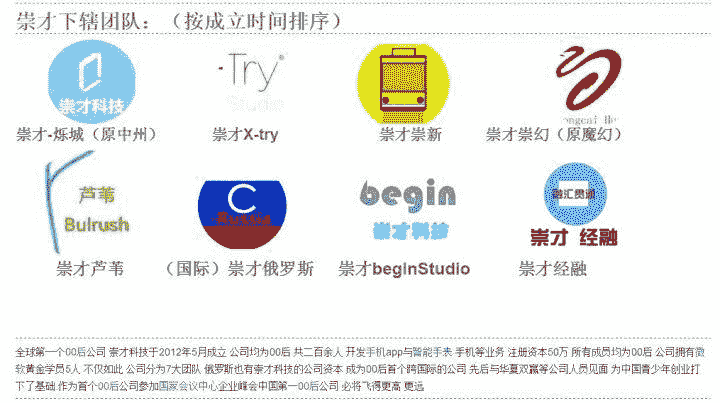 崇才下辖团队：（按成立时间排序）
崇才科技
-Try®
Studio
崇才-烁城（原中州）
崇才X-try
崇才崇新
崇才崇幻（原魔幻）
芦苇
Bulrush
C
begin
崇才科技
融汇贯通
崇才 经融
崇才芦苇
（国际）崇才俄罗斯
崇才begInStudio
崇才经融
全球第一个00后公司 崇才科技于2012年5月成立 公司均为00后 共二百余人 开发手机app与智能手表 手机等业务 注册资本50万 所有成员均为00后 公司拥有微
软黄金学员5人 不仅如此 公司分为7大团队 俄罗斯也有崇才科技的公司资本 成为00后首个跨国际的公司 先后与华夏双赢等公司人员见面 为中国青少年创业打
下了基础 作为首个00后公司参加国家会议中心企业峰会中国第一00后公司 必将飞得更高 更远